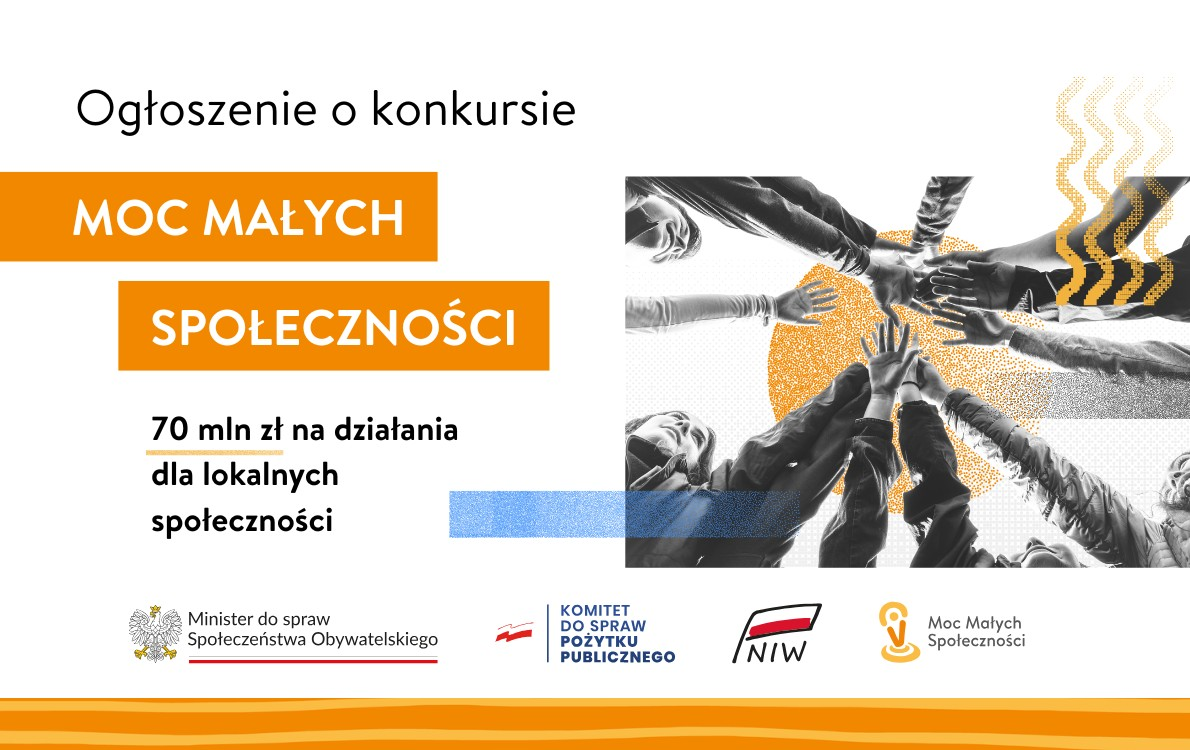 Ogłoszenie o konkursie
MOC MAŁYCH
SPOŁECZNOŚCI
70 mln zł na działania
dla lokalnych
społeczności
Minister do spraw
Społeczeństwa Obywatelskiego
KOMITET
DO SPRAW
POŻYTKU
PUBLICZNEGO
NIW
Moc Małych
Społeczności